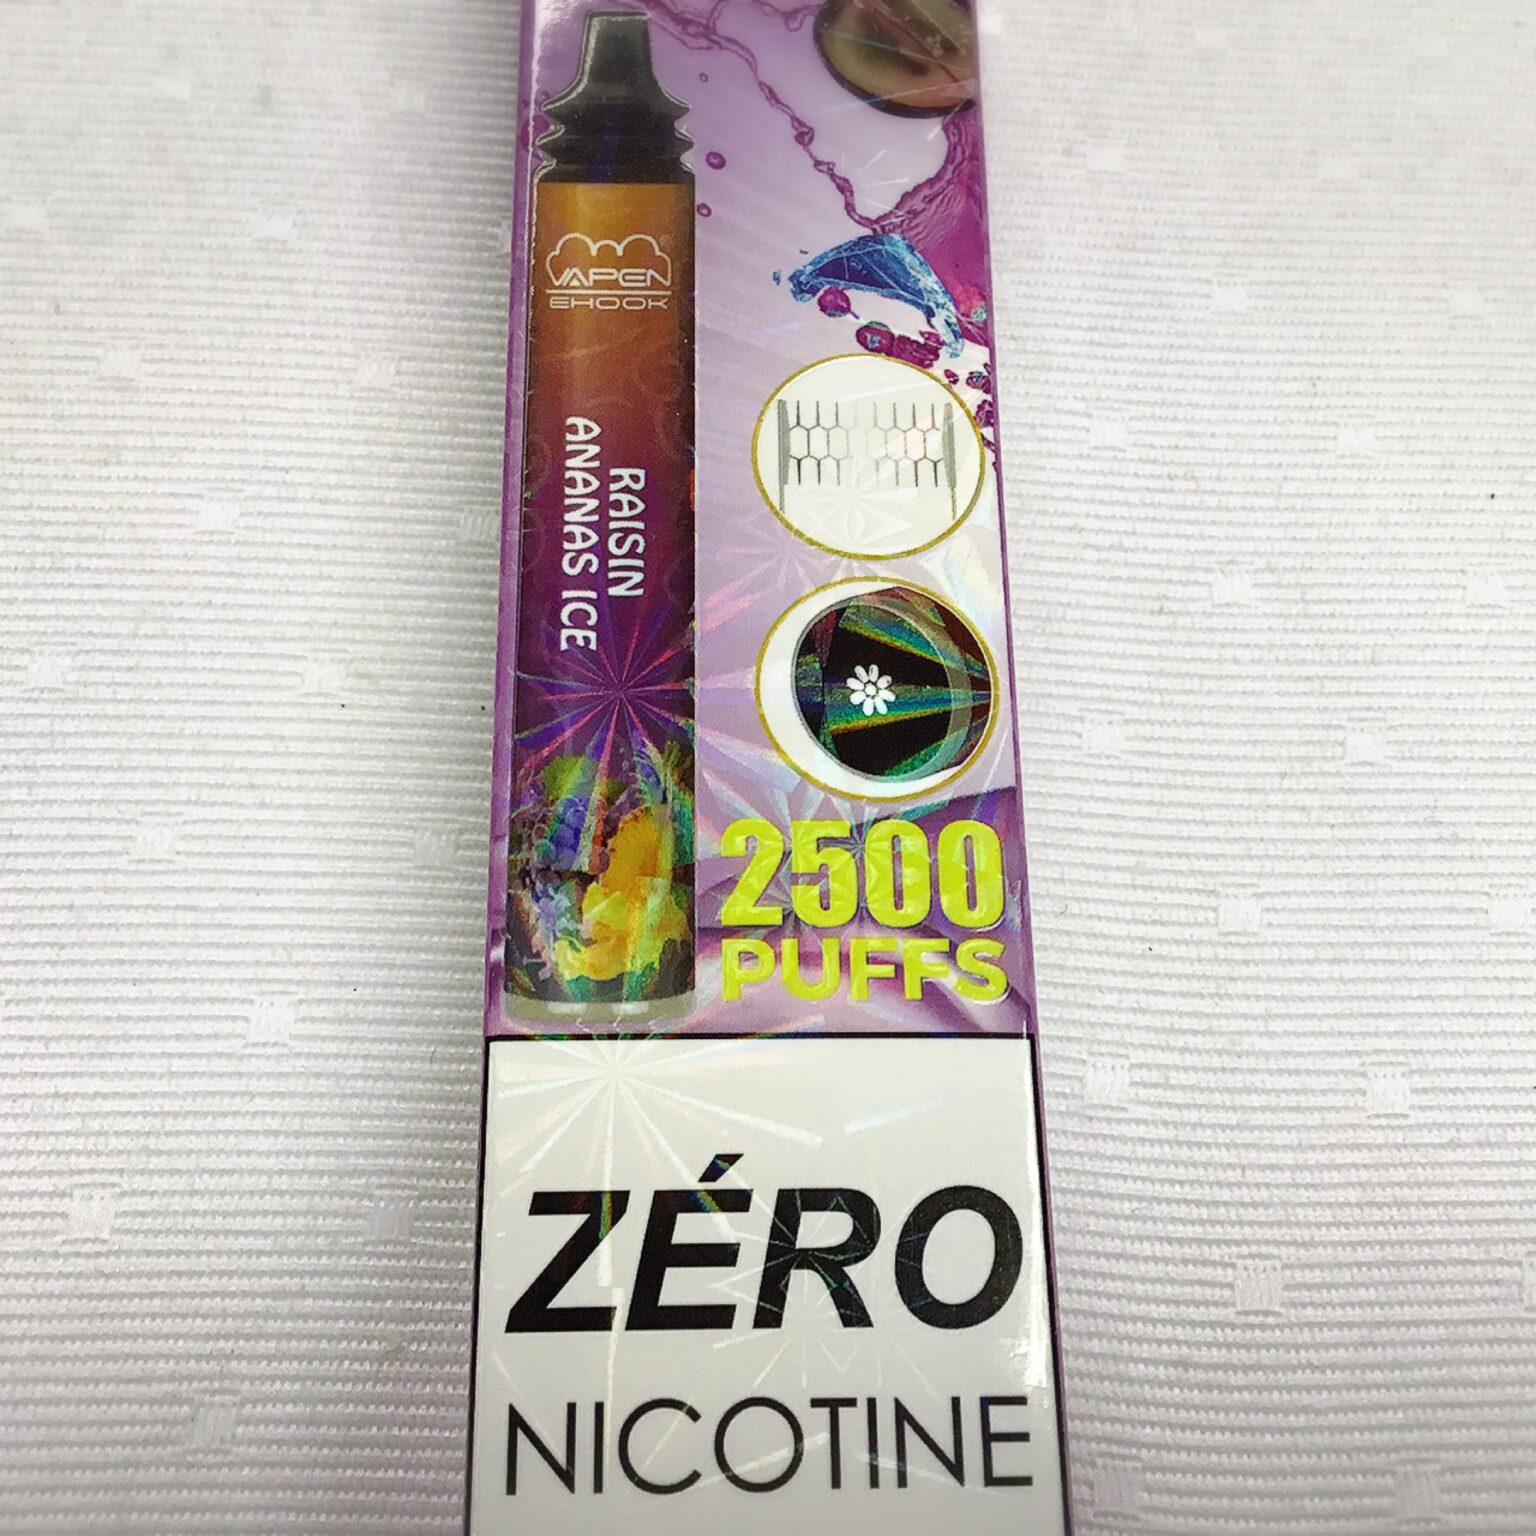 VAPEN
EHOOK
RAISIN
ANANAS ICE
2500
PUFFS
ZÉRO
NICOTINE